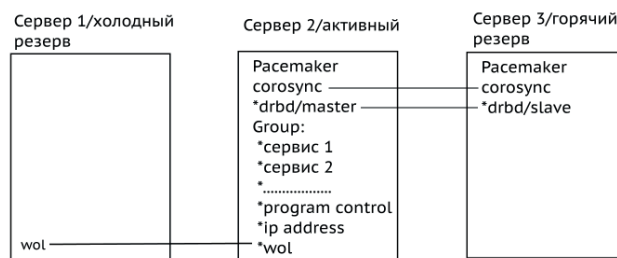 Сервер 1/холодный
резерв
wol
Сервер 2/активный
Pacemaker
corosync
*drbd/master
Group:
*сервис 1
*сервис 2
*..................
*program control
*ip address
*wol
Сервер 3/горячий
резерв
Pacemaker
corosync
*drbd/slave